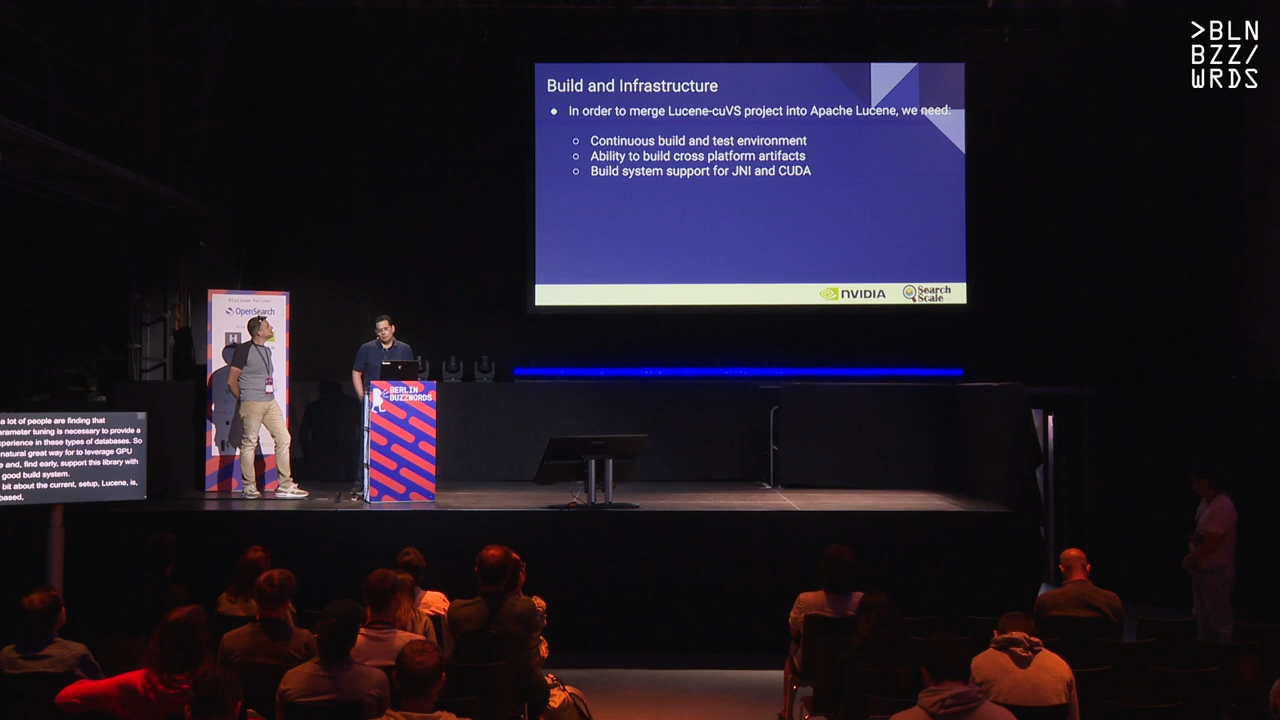 >BLN
BZZ/
WRDS
Build and Infrastructure
● In order to merge Lucene-cuVS project into Apache Lucene, we need:
○ Continuous build and test environment
○ Ability to build cross platform artifacts
○ Build system support for JNI and CUDA
NVIDIA
Search
Scale
Platinum Partner
OpenSearch
BERLIN
BUZZWORDS
a lot of people are finding that
arameter tuning is necessary to provide a
xperience in these types of databases. So
natural great way for to leverage GPU
e and, find early, support this library with
good build system.
bit about the current, setup, Lucene, is,
based,